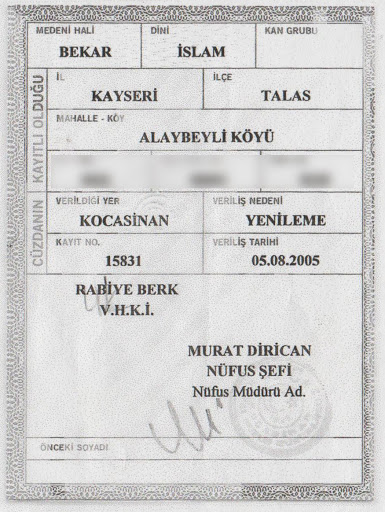 MEDENİ HALİ DİNİ KAN GRUBU
BEKAR İSLAM
CÜZDANIN KAYITLI OLDUĞU
İL İLÇE
KAYSERİ TALAS
MAHALLE - KÖY
ALAYBEYLİ KÖYÜ
VERİLDİĞİ YER VERİLİŞ NEDENİ
KOCASİNAN YENİLEME
KAYIT NO. VERİLİŞ TARİHİ
15831 05.08.2005
RABİYE BERK
V.H.K.İ.
MURAT DİRİCAN
NÜFUS ŞEFİ
Nüfus Müdürü Ad.
ÖNCEKİ SOYADI